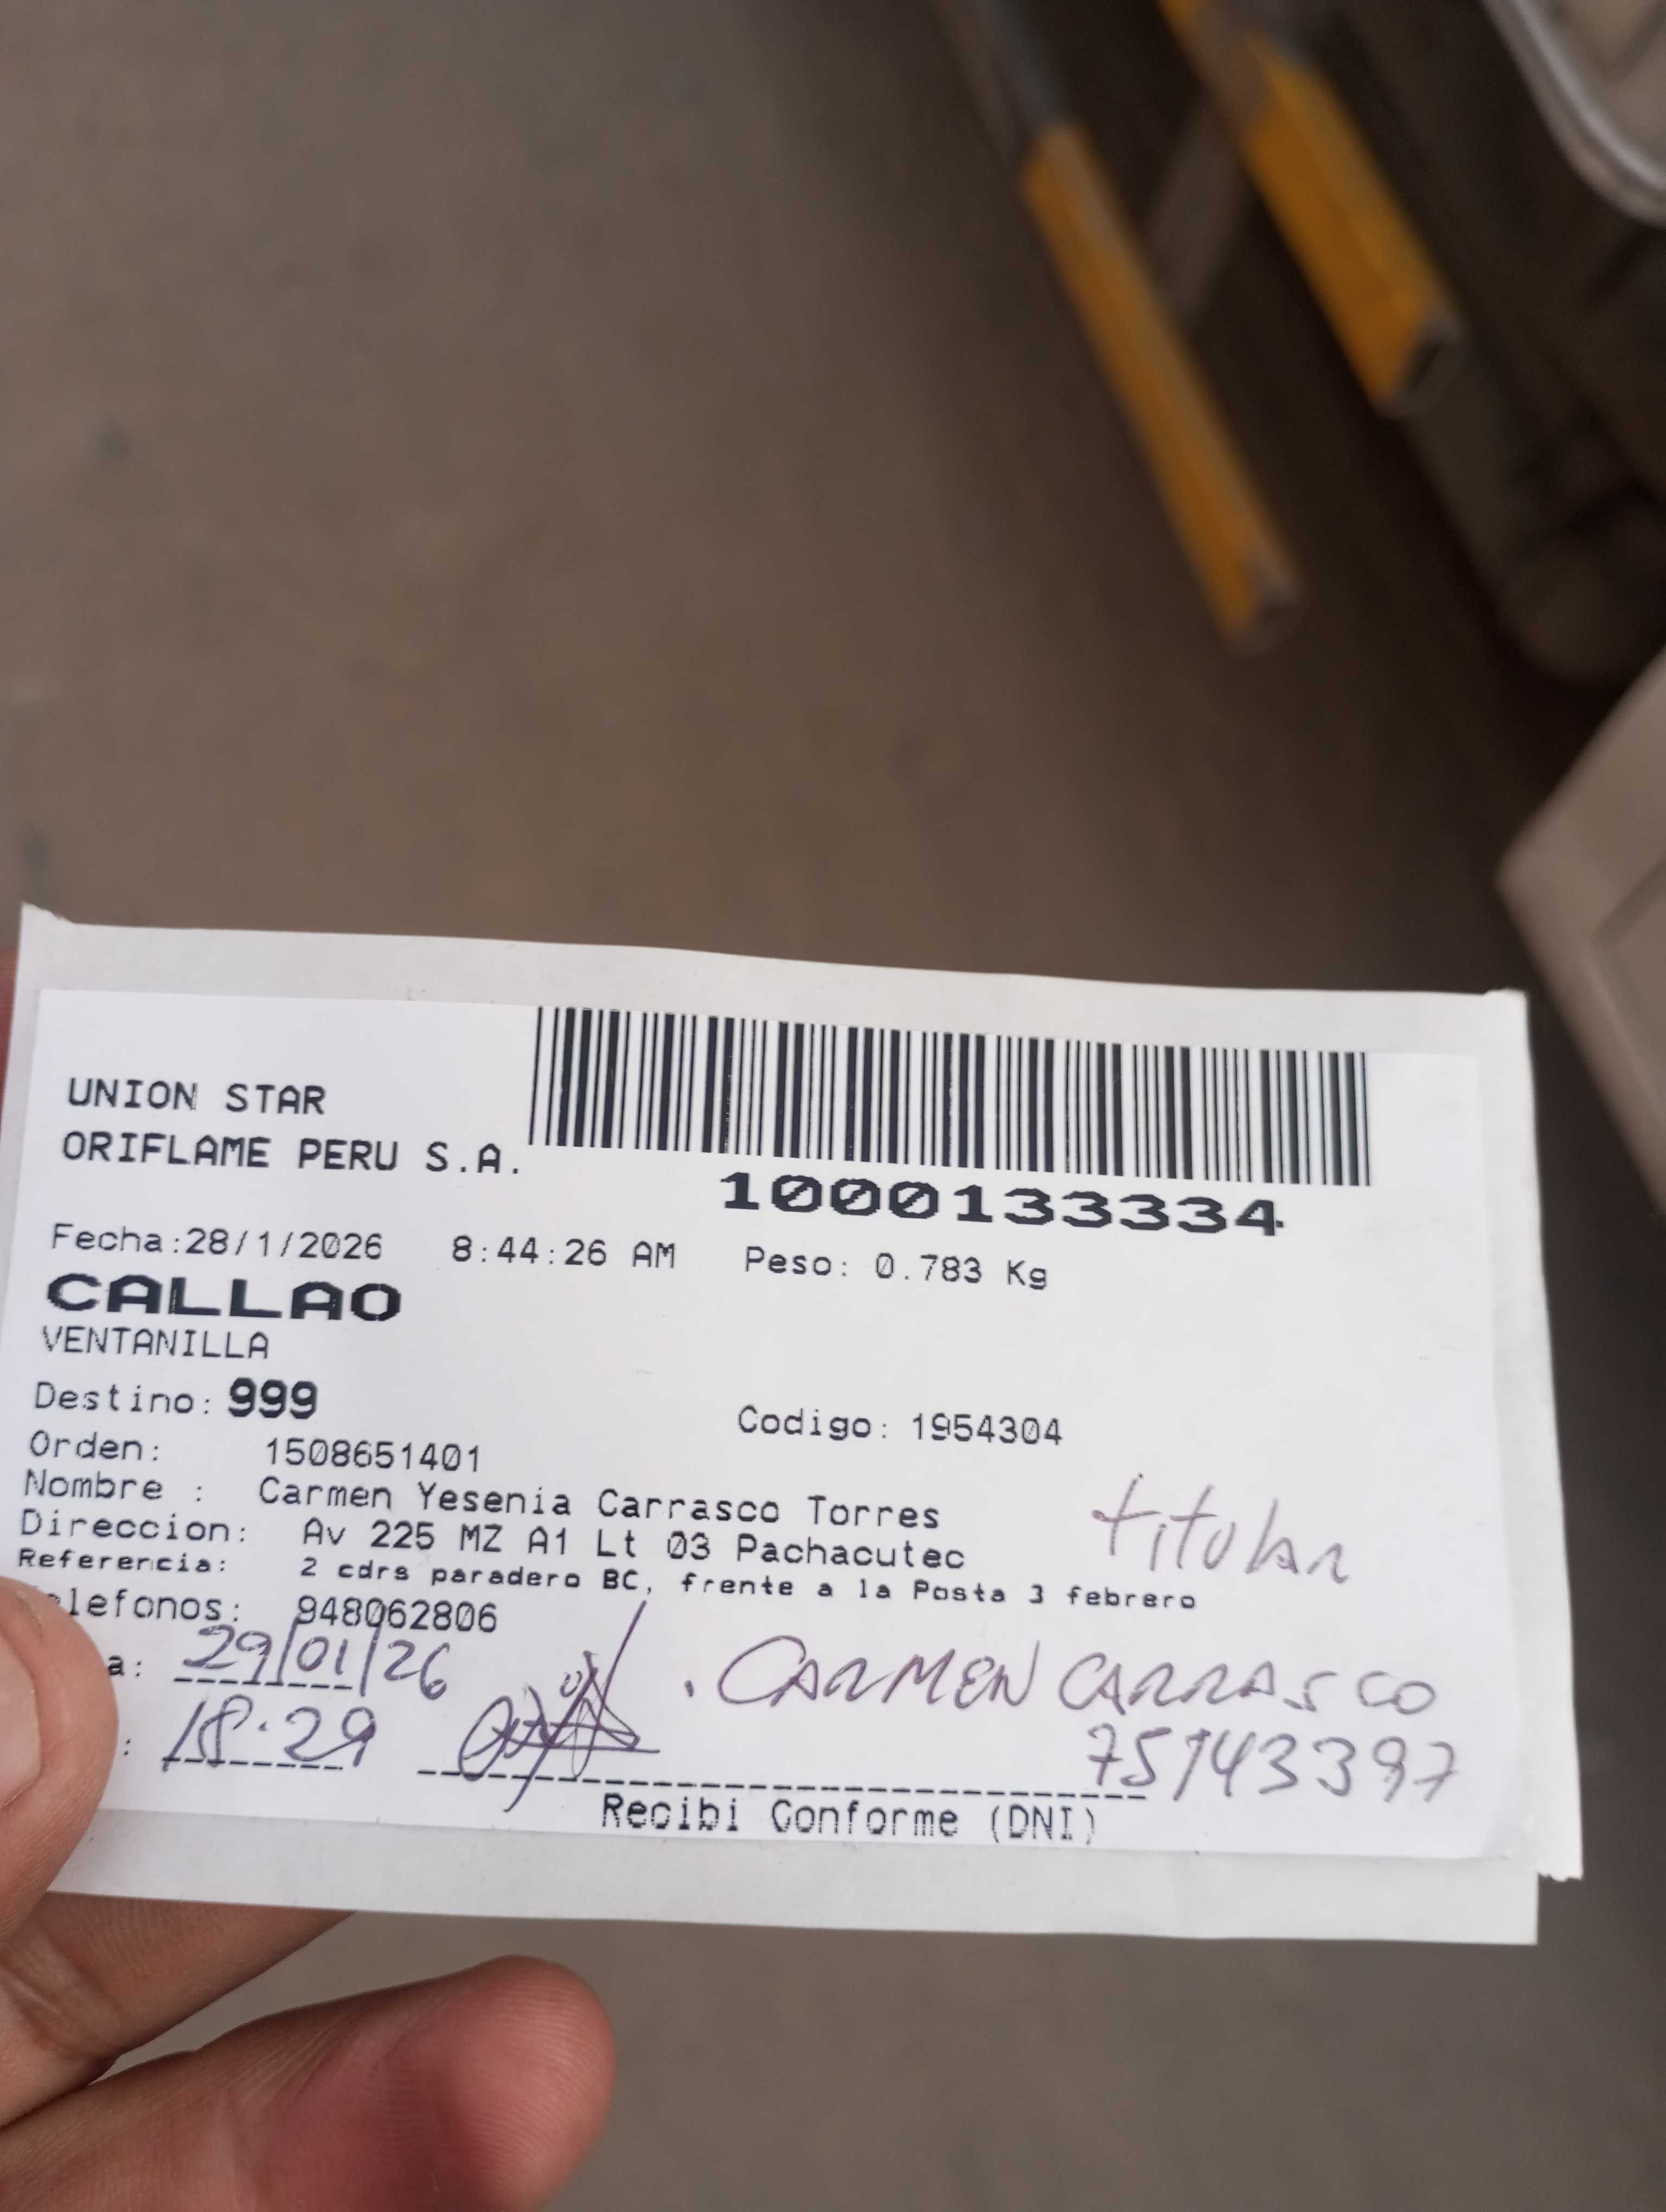 UNION STAR
ORIFLAME PERU S.A.
1000133334
Fecha:28/1/2026 8:44:26 AM Peso: 0.783 Kg
CALLAO
VENTANILLA
Destino: 999
Codigo: 1954304
Orden: 1508651401
Nombre : Carmen Yesenia Carrasco Torres
titular
Direccion: Av 225 MZ A1 Lt 03 Pachacutec
Referencia: 2 cdrs paradero BC, frente a la Posta 3 febrero
lefonos: 948062806
a: 29/01/26
. CARMEN CARRASCO
: 18:29
75143397
Recibi Conforme (DNI)